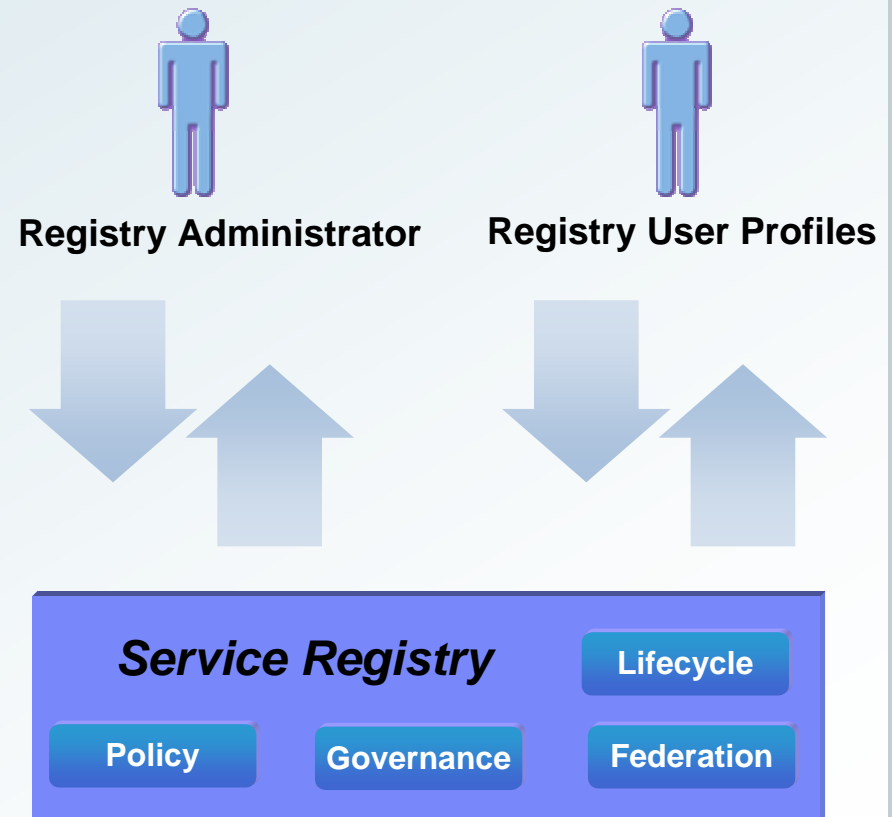 Registry Administrator
Registry User Profiles
Service Registry
Lifecycle
Policy
Governance
Federation